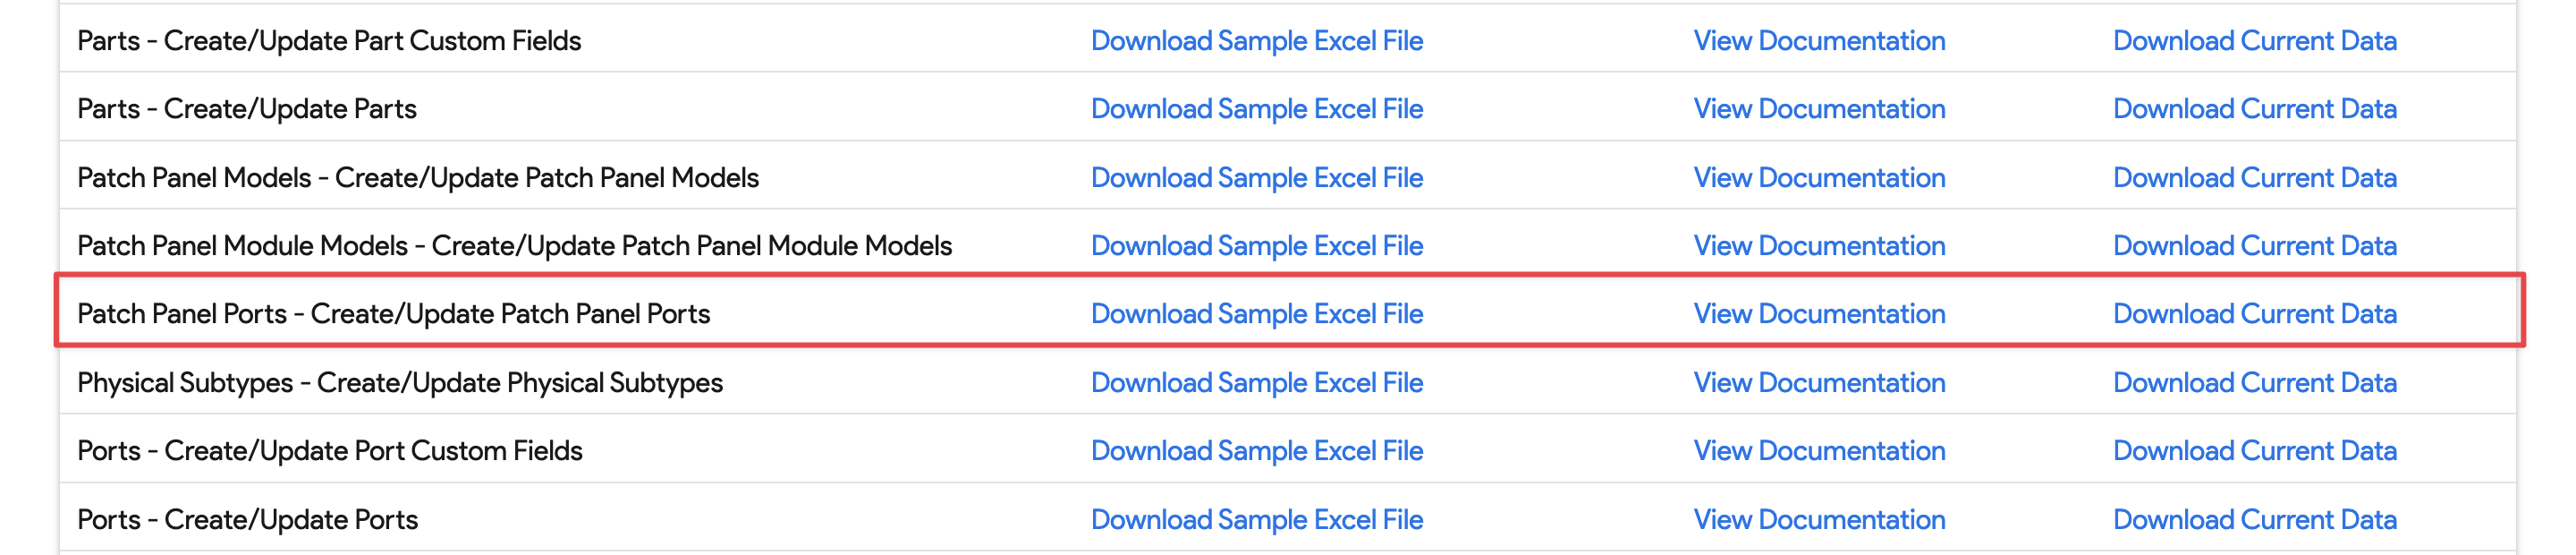 Parts - Create/Update Part Custom Fields Download Sample Excel File View Documentation Download Current Data
Parts - Create/Update Parts Download Sample Excel File View Documentation Download Current Data
Patch Panel Models - Create/Update Patch Panel Models Download Sample Excel File View Documentation Download Current Data
Patch Panel Module Models - Create/Update Patch Panel Module Models Download Sample Excel File View Documentation Download Current Data
Patch Panel Ports - Create/Update Patch Panel Ports Download Sample Excel File View Documentation Download Current Data
Physical Subtypes - Create/Update Physical Subtypes Download Sample Excel File View Documentation Download Current Data
Ports - Create/Update Port Custom Fields Download Sample Excel File View Documentation Download Current Data
Ports - Create/Update Ports Download Sample Excel File View Documentation Download Current Data